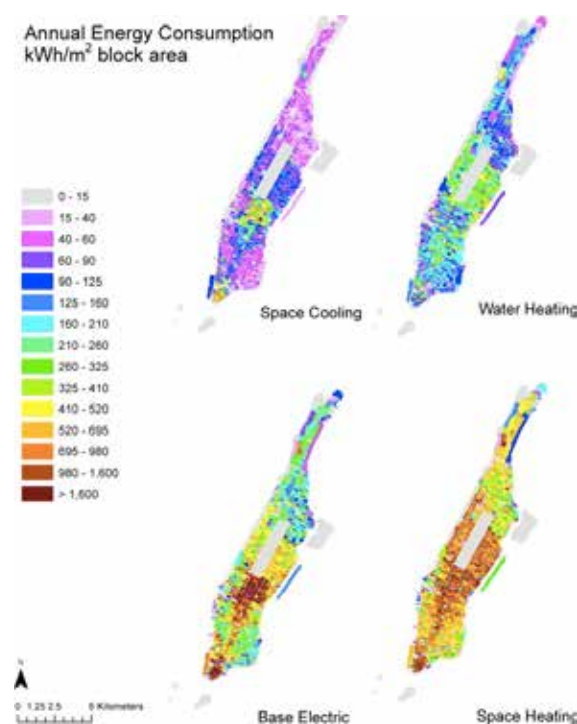 Annual Energy Consumption
kWh/m² block area
0 - 15
15 - 40
40 - 60
60 - 90
90 - 125
125 - 160
160 - 210
210 - 260
260 - 325
325 - 410
410 - 520
520 - 695
695 - 980
980 - 1,600
> 1,600
Space Cooling
Water Heating
N
0 1.25 2.5 5 Kilometers
Base Electric
Space Heating